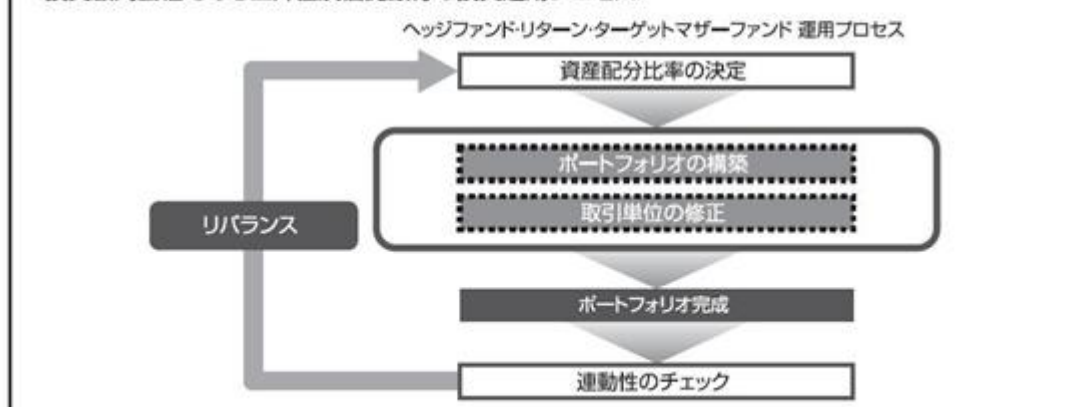 ヘッジファンド·リターン·ターゲットマザーファンド 運用プロセス
資産配分比率の決定
ポートフォリオの構築
取引単位の修正
リバランス
ポートフォリオ完成
連動性のチェック